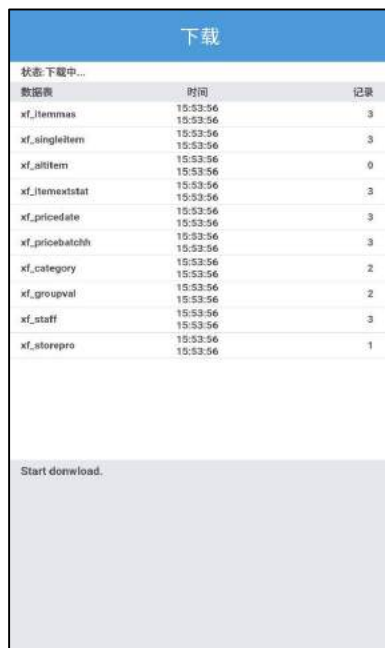 下载
状态:下载中...
数据表 时间 记录
xf_itemmas 15:53:56 3
15:53:56
xf_singleitem 15:53:56 3
15:53:56
xf_altitem 15:53:56 0
15:53:56
xf_itemextstat 15:53:56 3
15:53:56
xf_pricedate 15:53:56 3
15:53:56
xf_pricebatchh 15:53:56 3
15:53:56
xf_category 15:53:56 2
15:53:56
xf_groupval 15:53:56 2
15:53:56
xf_staff 15:53:56 3
15:53:56
xf_storepro 15:53:56 1
15:53:56
Start donwload.